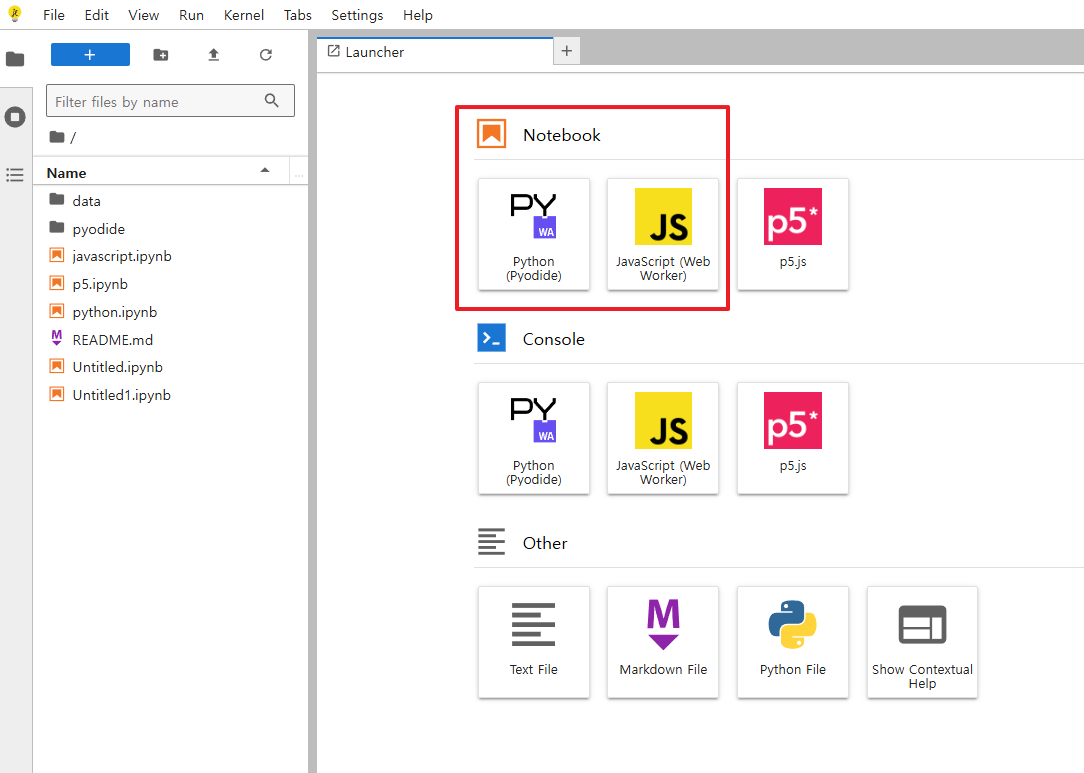 File Edit View Run Kernel Tabs Settings Help
+
Filter files by name
/
Name
...
data
pyodide
javascript.ipynb
p5.ipynb
python.ipynb
M README.md
Untitled.ipynb
Untitled1.ipynb
Launcher +
Notebook
PY WA
Python
(Pyodide)
JS
JavaScript (Web
Worker)
p5*
p5.js
>_ Console
PY WA
Python
(Pyodide)
JS
JavaScript (Web
Worker)
p5*
p5.js
Other
Text File
M
Markdown File
Python File
Show Contextual
Help